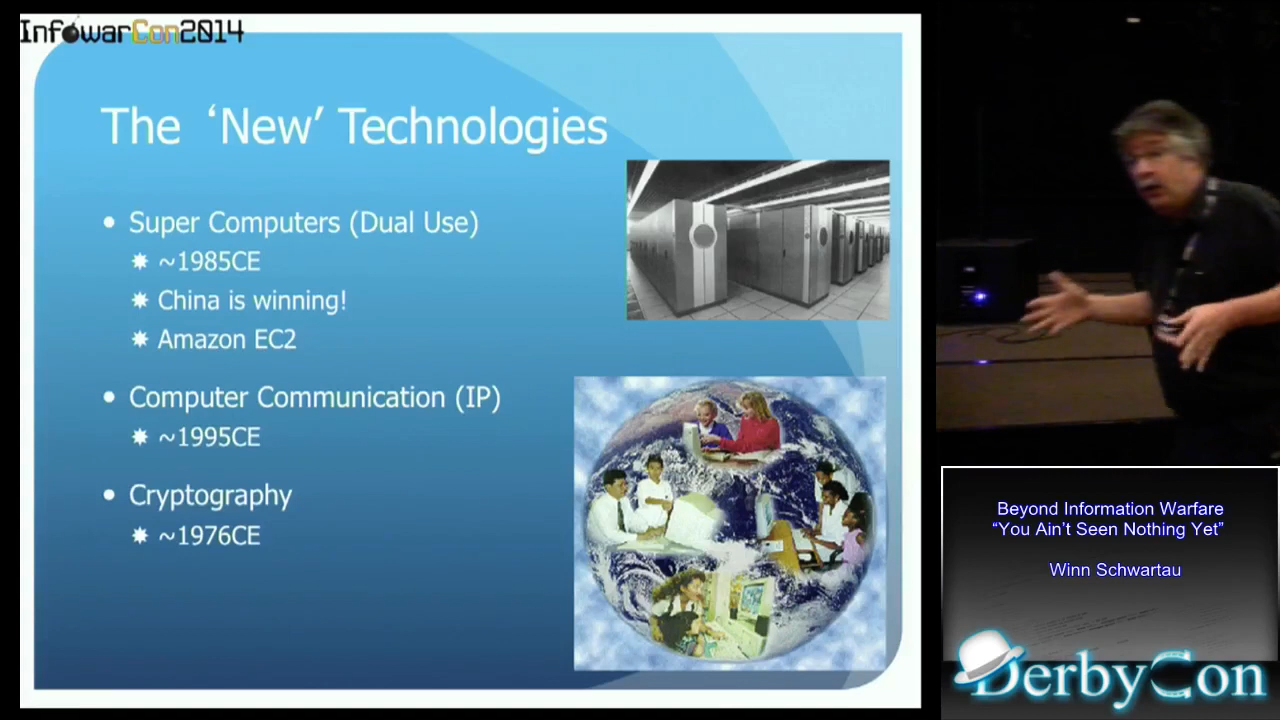 InfowarCon2014
The ‘New’ Technologies
• Super Computers (Dual Use)
✷ ~1985CE
✷ China is winning!
✷ Amazon EC2
• Computer Communication (IP)
✷ ~1995CE
• Cryptography
✷ ~1976CE
Beyond Information Warfare
“You Ain’t Seen Nothing Yet”
Winn Schwartau
DerbyCon